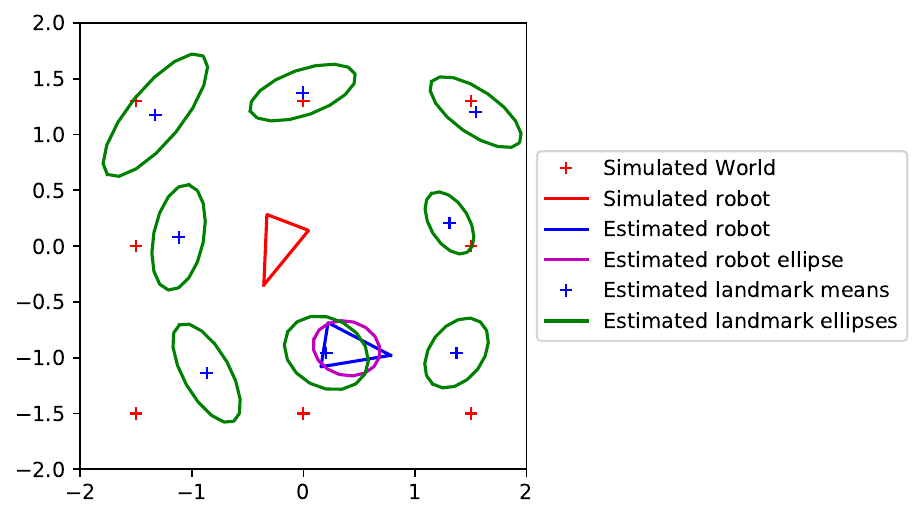 2.0
1.5
1.0
0.5
0.0
−0.5
−1.0
−1.5
−2.0
−2
−1
0
1
2
Simulated World
Simulated robot
Estimated robot
Estimated robot ellipse
Estimated landmark means
Estimated landmark ellipses